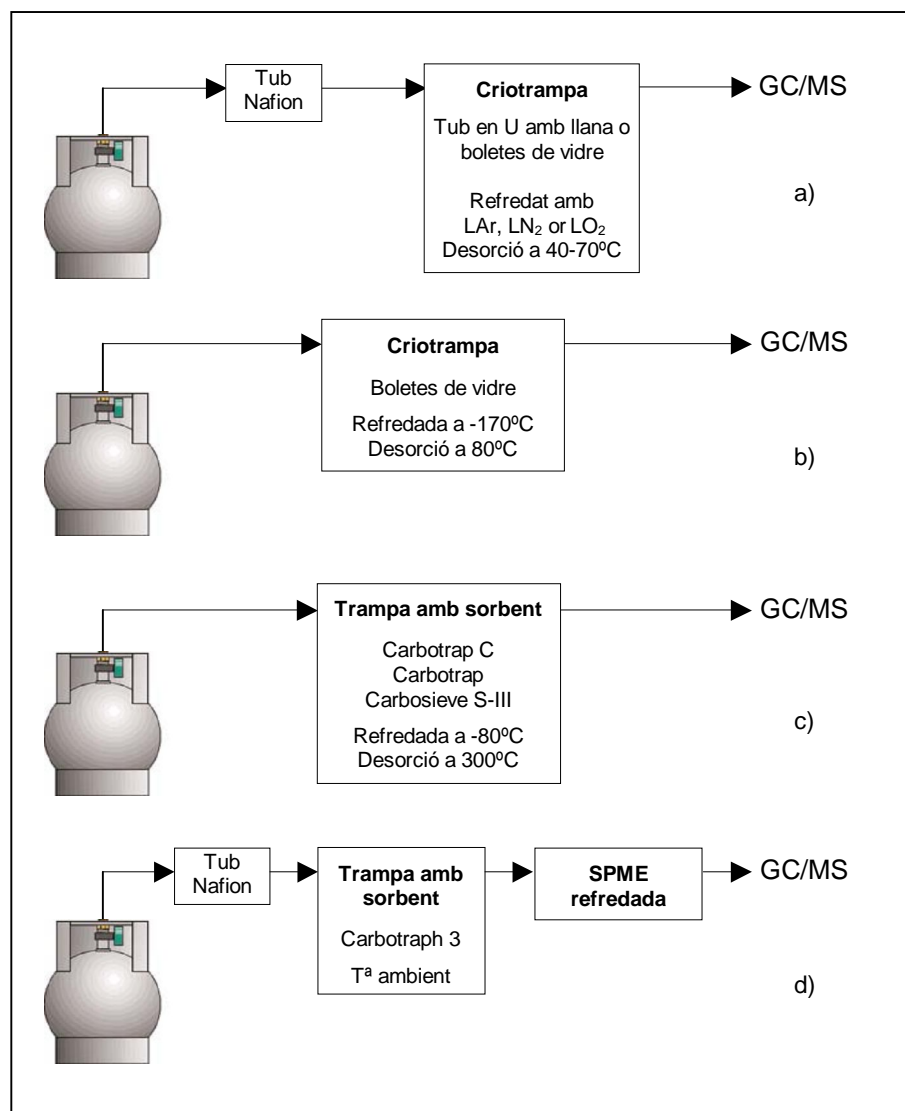 Tub
Nafion
Criotrampa
Tub en U amb llana o
boletes de vidre
Refredat amb
LAr, LN₂ or LO₂
Desorció a 40-70ºC
GC/MS
a)
Criotrampa
Boletes de vidre
Refredada a -170ºC
Desorció a 80ºC
GC/MS
b)
Trampa amb sorbent
Carbotrap C
Carbotrap
Carbosieve S-III
Refredada a -80ºC
Desorció a 300ºC
GC/MS
c)
Tub
Nafion
Trampa amb
sorbent
Carbotraph 3
Tª ambient
SPME
refredada
GC/MS
d)